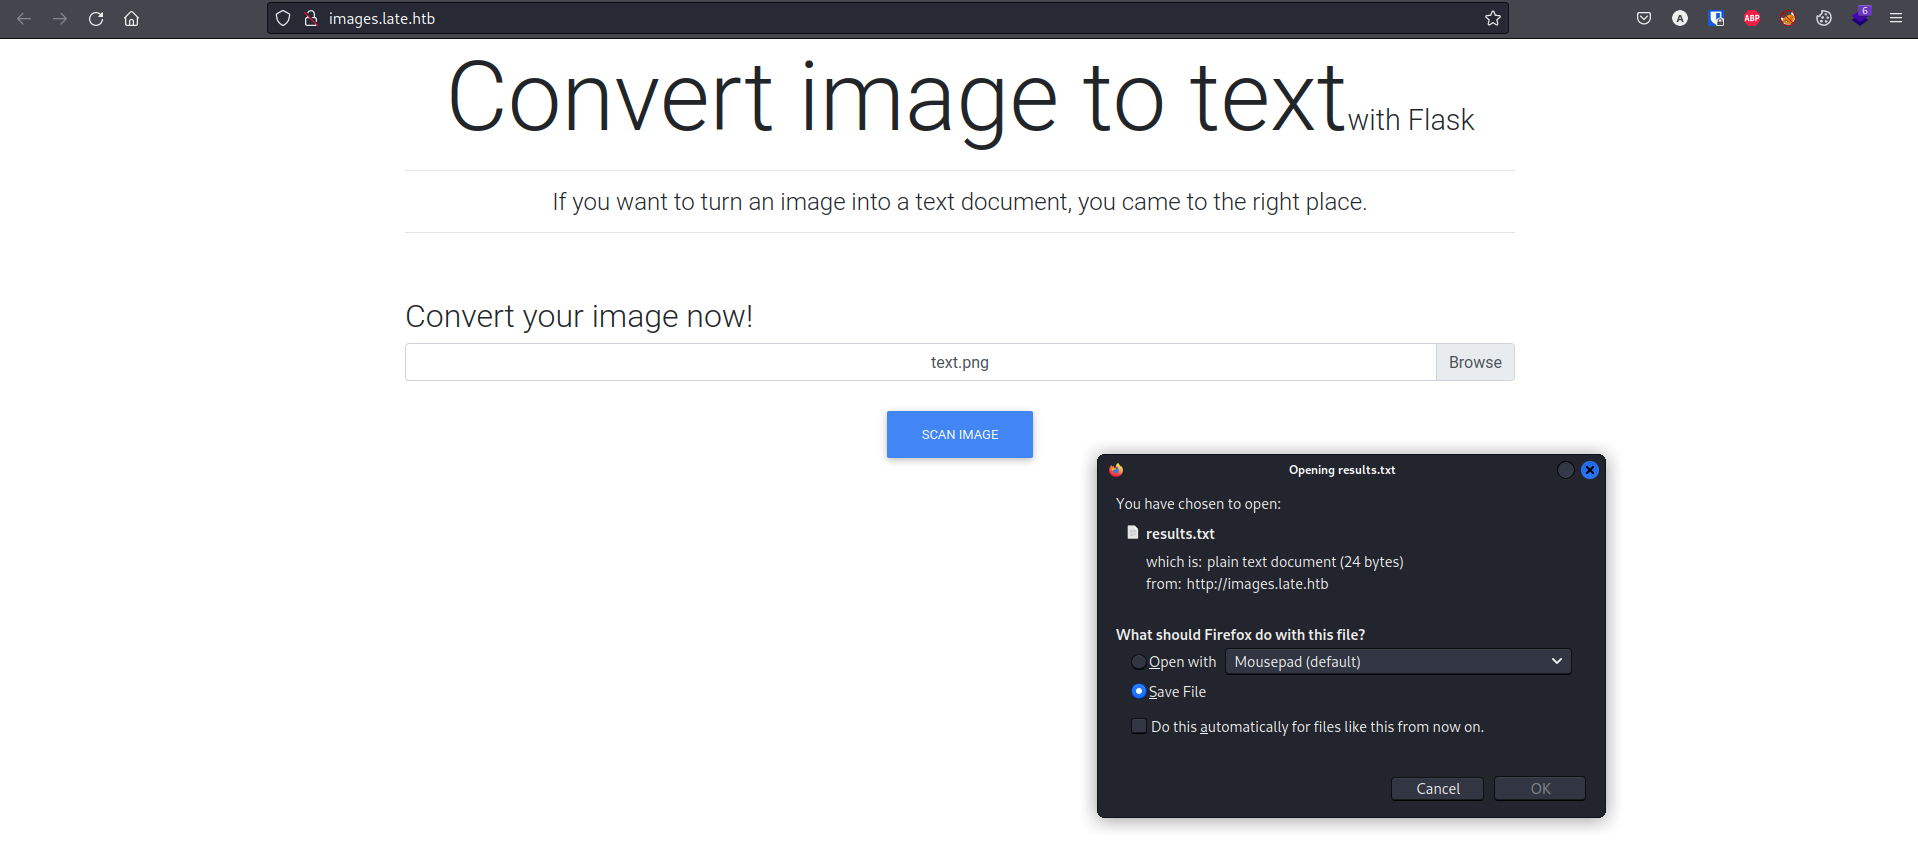 images.late.htb
A
ABP
6
Convert image to text with Flask
If you want to turn an image into a text document, you came to the right place.
Convert your image now!
text.png
Browse
SCAN IMAGE
Opening results.txt
You have chosen to open:
results.txt
which is: plain text document (24 bytes)
from: http://images.late.htb
What should Firefox do with this file?
Open with Mousepad (default)
Save File
Do this automatically for files like this from now on.
Cancel OK